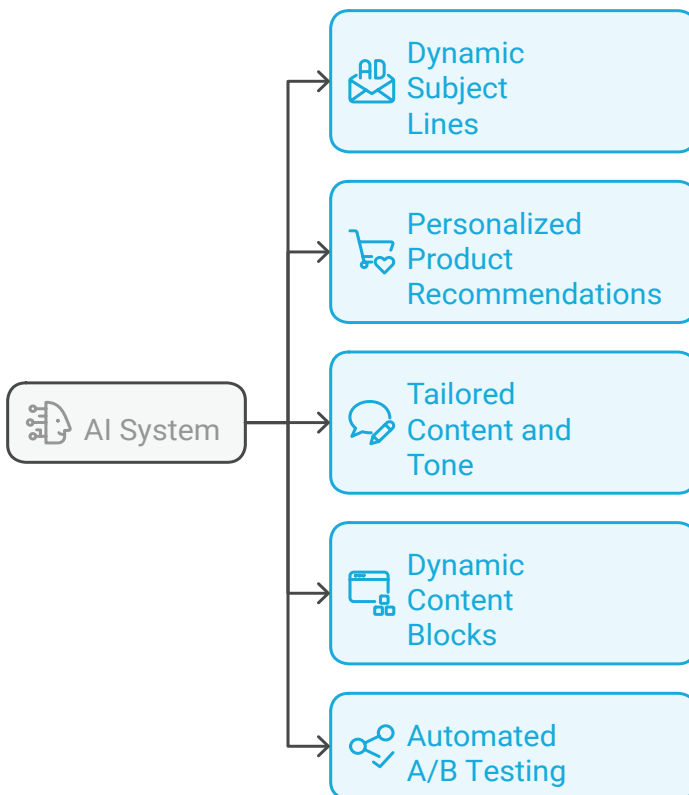 AD
Dynamic
Subject
Lines
Personalized
Product
Recommendations
AI System
Tailored
Content and
Tone
Dynamic
Content
Blocks
Automated
A/B Testing